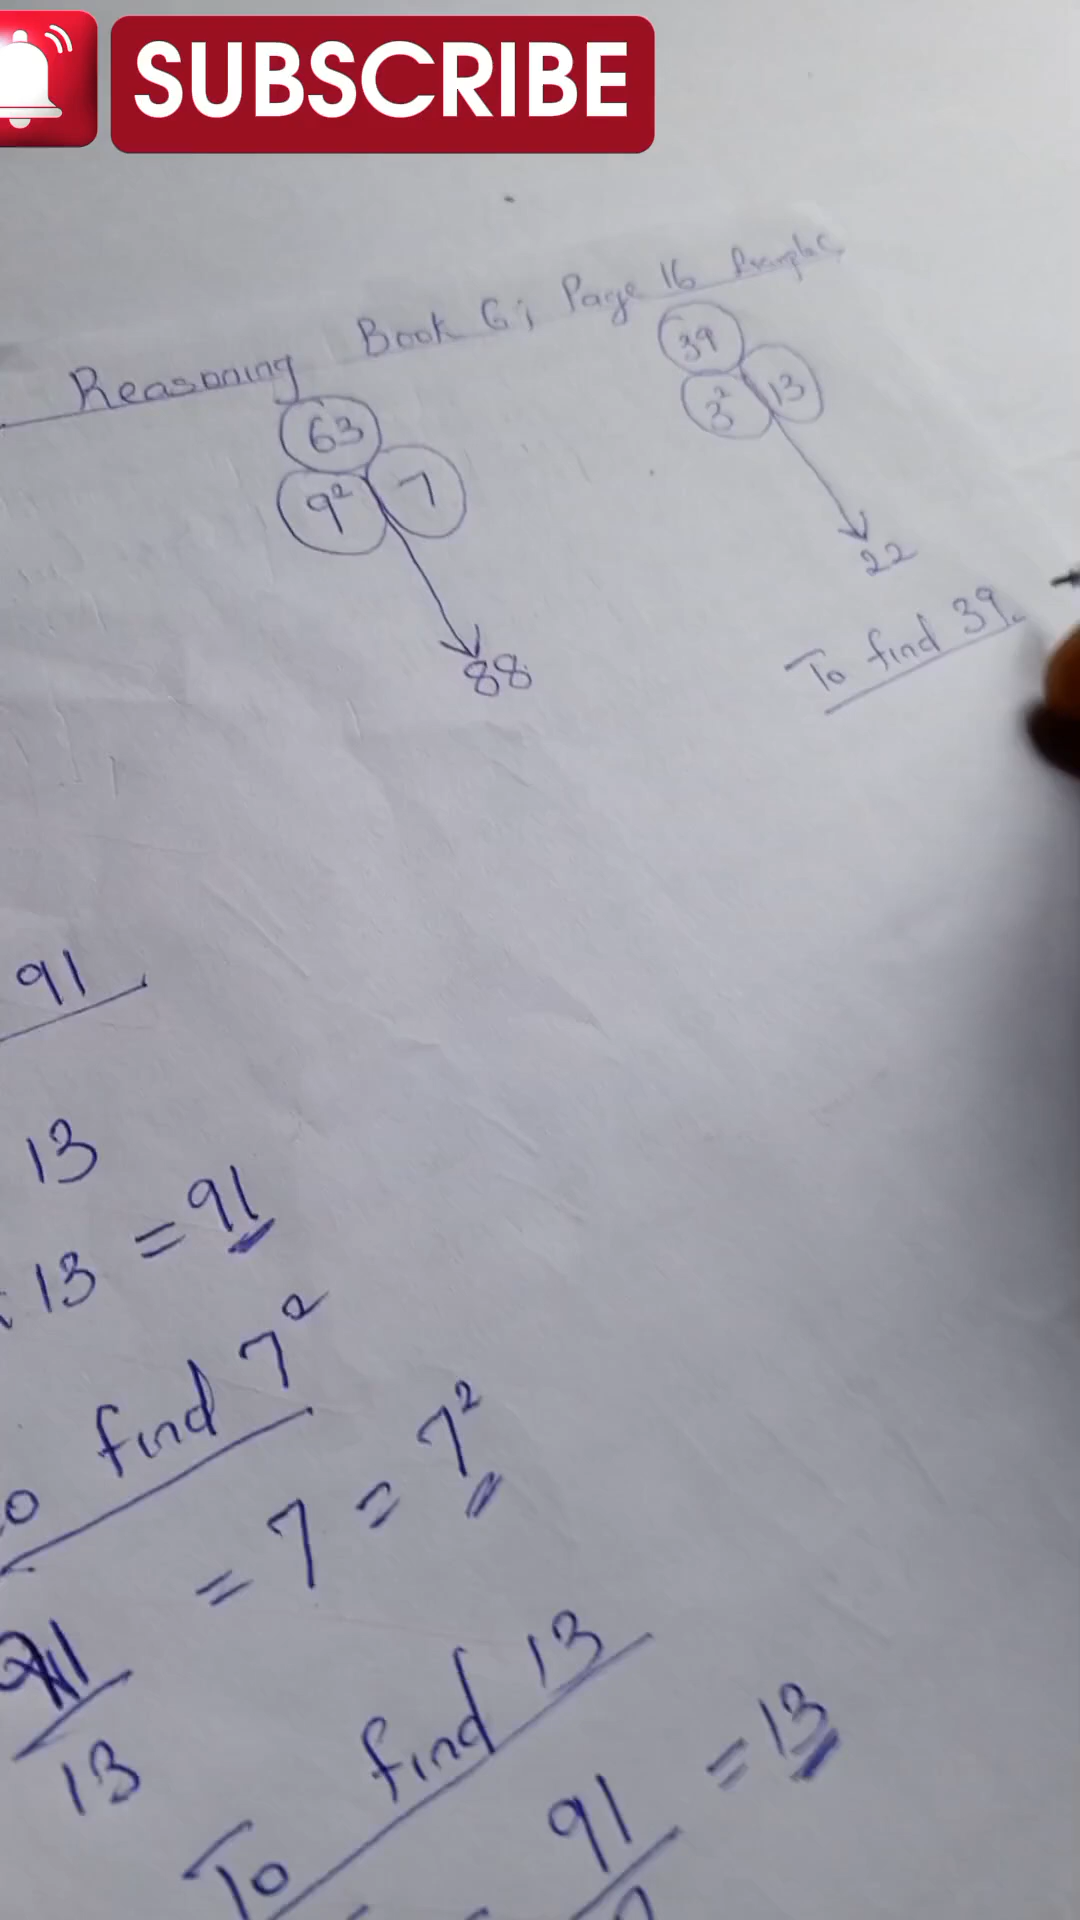 SUBSCRIBE
Reasoning Book 6; Page 16
39
3² 13
63
9² 7
22
88
To find 39
91
13
13 = 91
find 7²
= 7 = 7²
91
13
To find 13
91 = 13